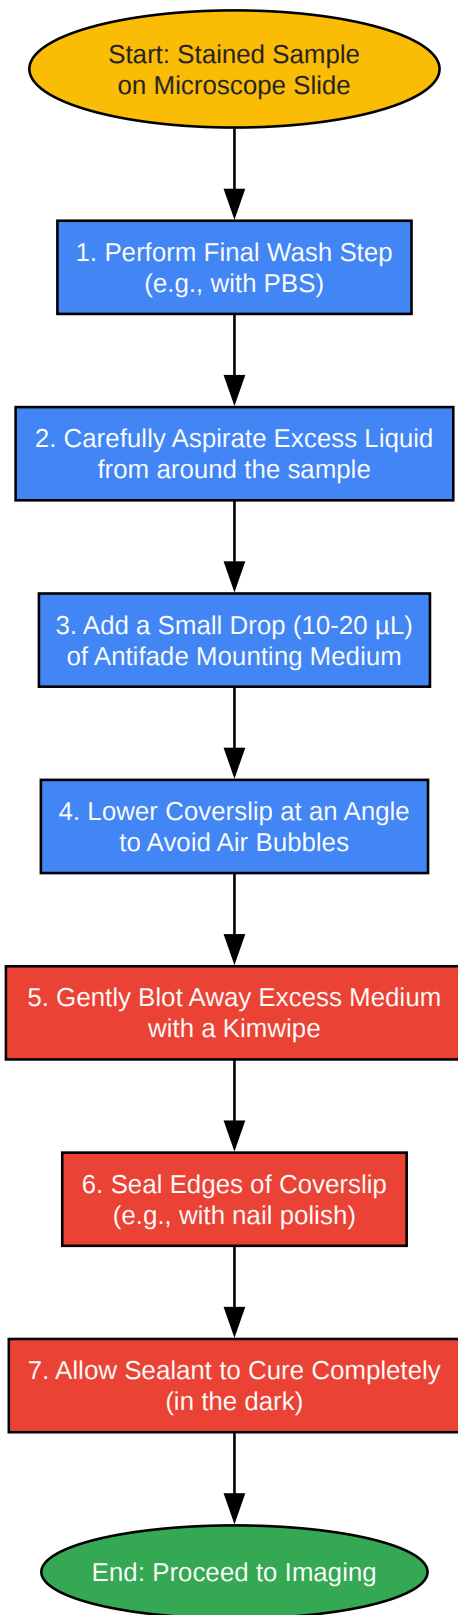 Start: Stained Sample
on Microscope Slide
1. Perform Final Wash Step
(e.g., with PBS)
2. Carefully Aspirate Excess Liquid
from around the sample
3. Add a Small Drop (10-20 µL)
of Antifade Mounting Medium
4. Lower Coverslip at an Angle
to Avoid Air Bubbles
5. Gently Blot Away Excess Medium
with a Kimwipe
6. Seal Edges of Coverslip
(e.g., with nail polish)
7. Allow Sealant to Cure Completely
(in the dark)
End: Proceed to Imaging